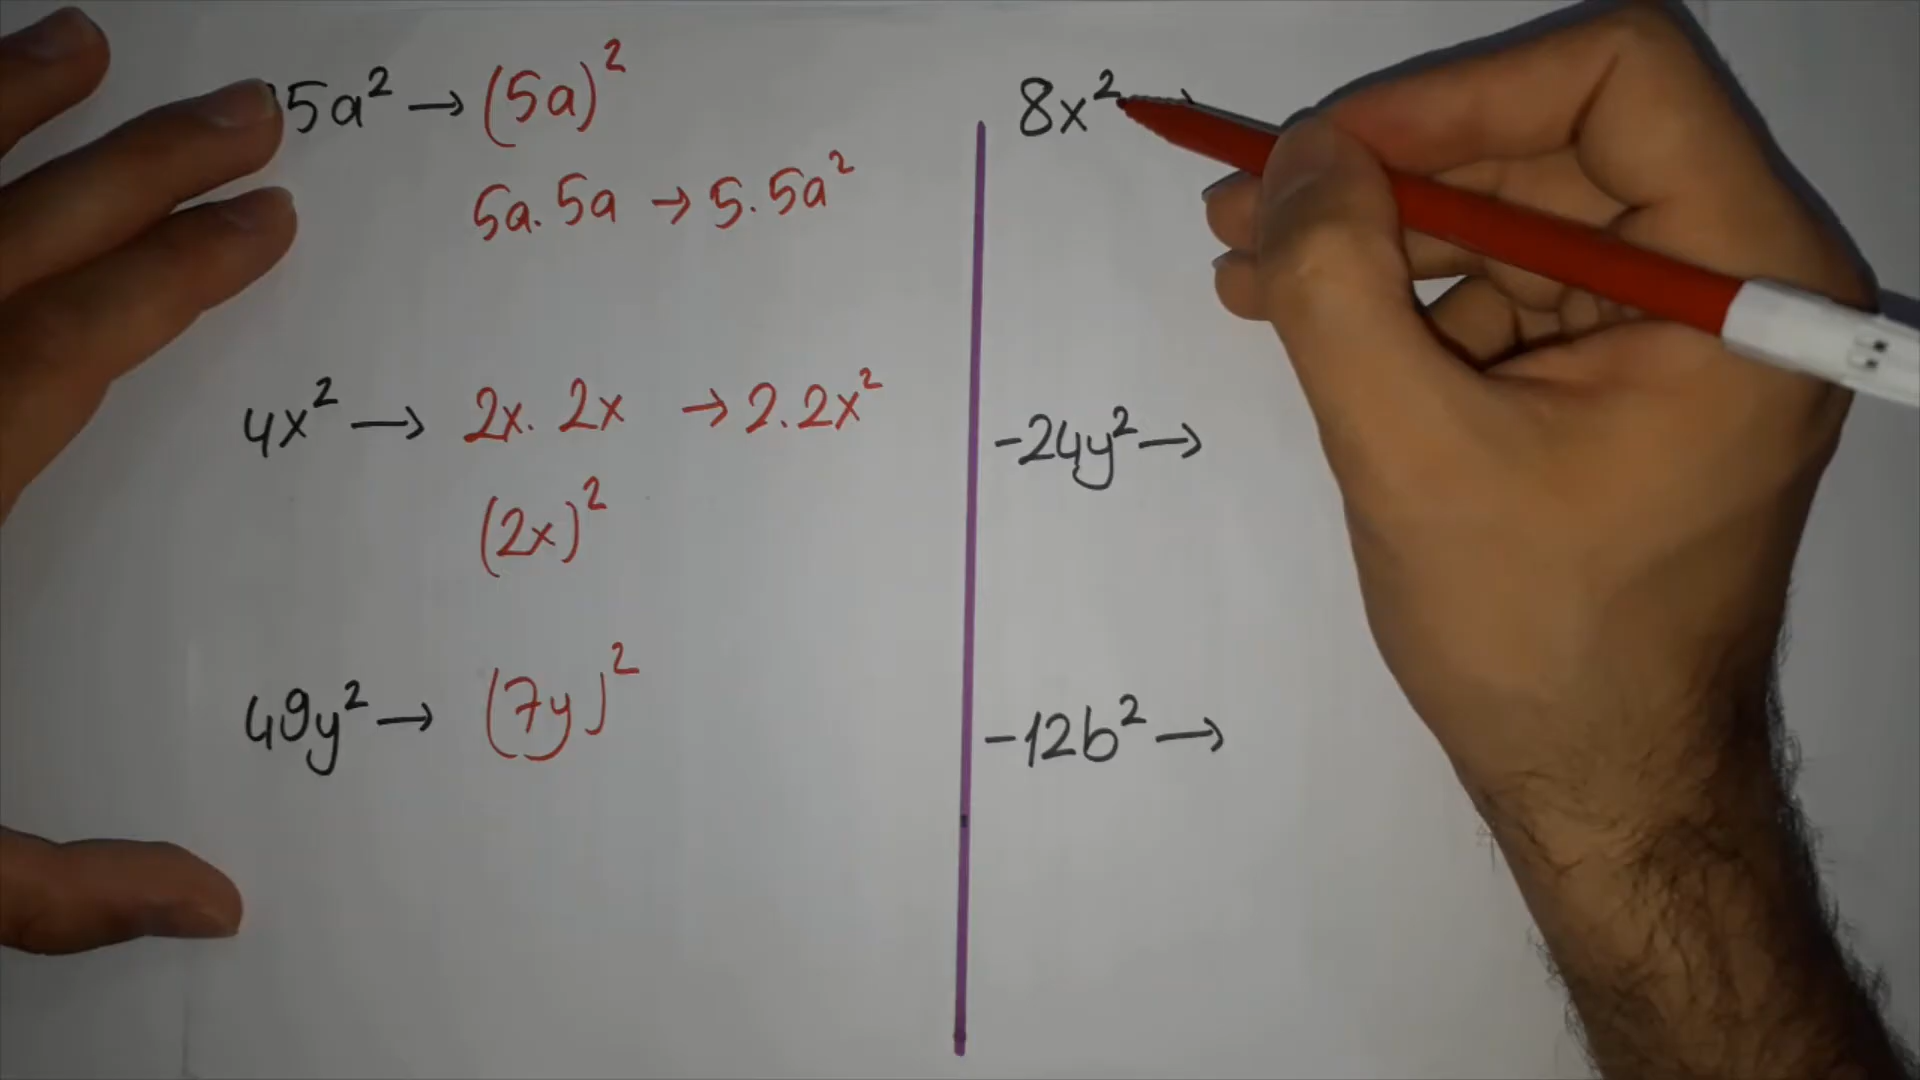 5a² → (5a)²
5a. 5a → 5. 5a²
4x² → 2x. 2x → 2. 2x²
(2x)²
49y² → (7y)²
8x²
-24y² →
-12b² →